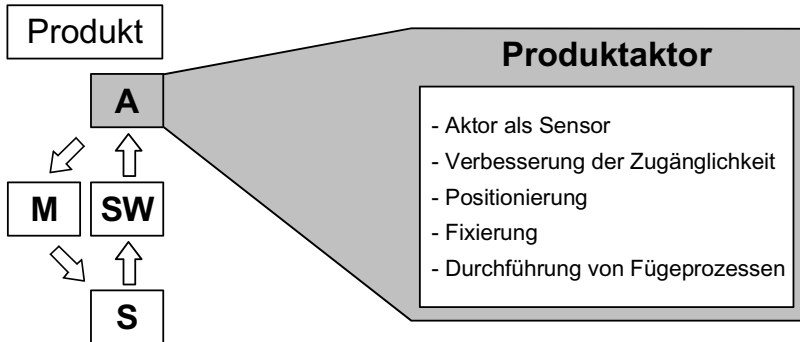 Produkt
A
M
SW
S
Produktaktor
- Aktor als Sensor
- Verbesserung der Zugänglichkeit
- Positionierung
- Fixierung
- Durchführung von Fügeprozessen